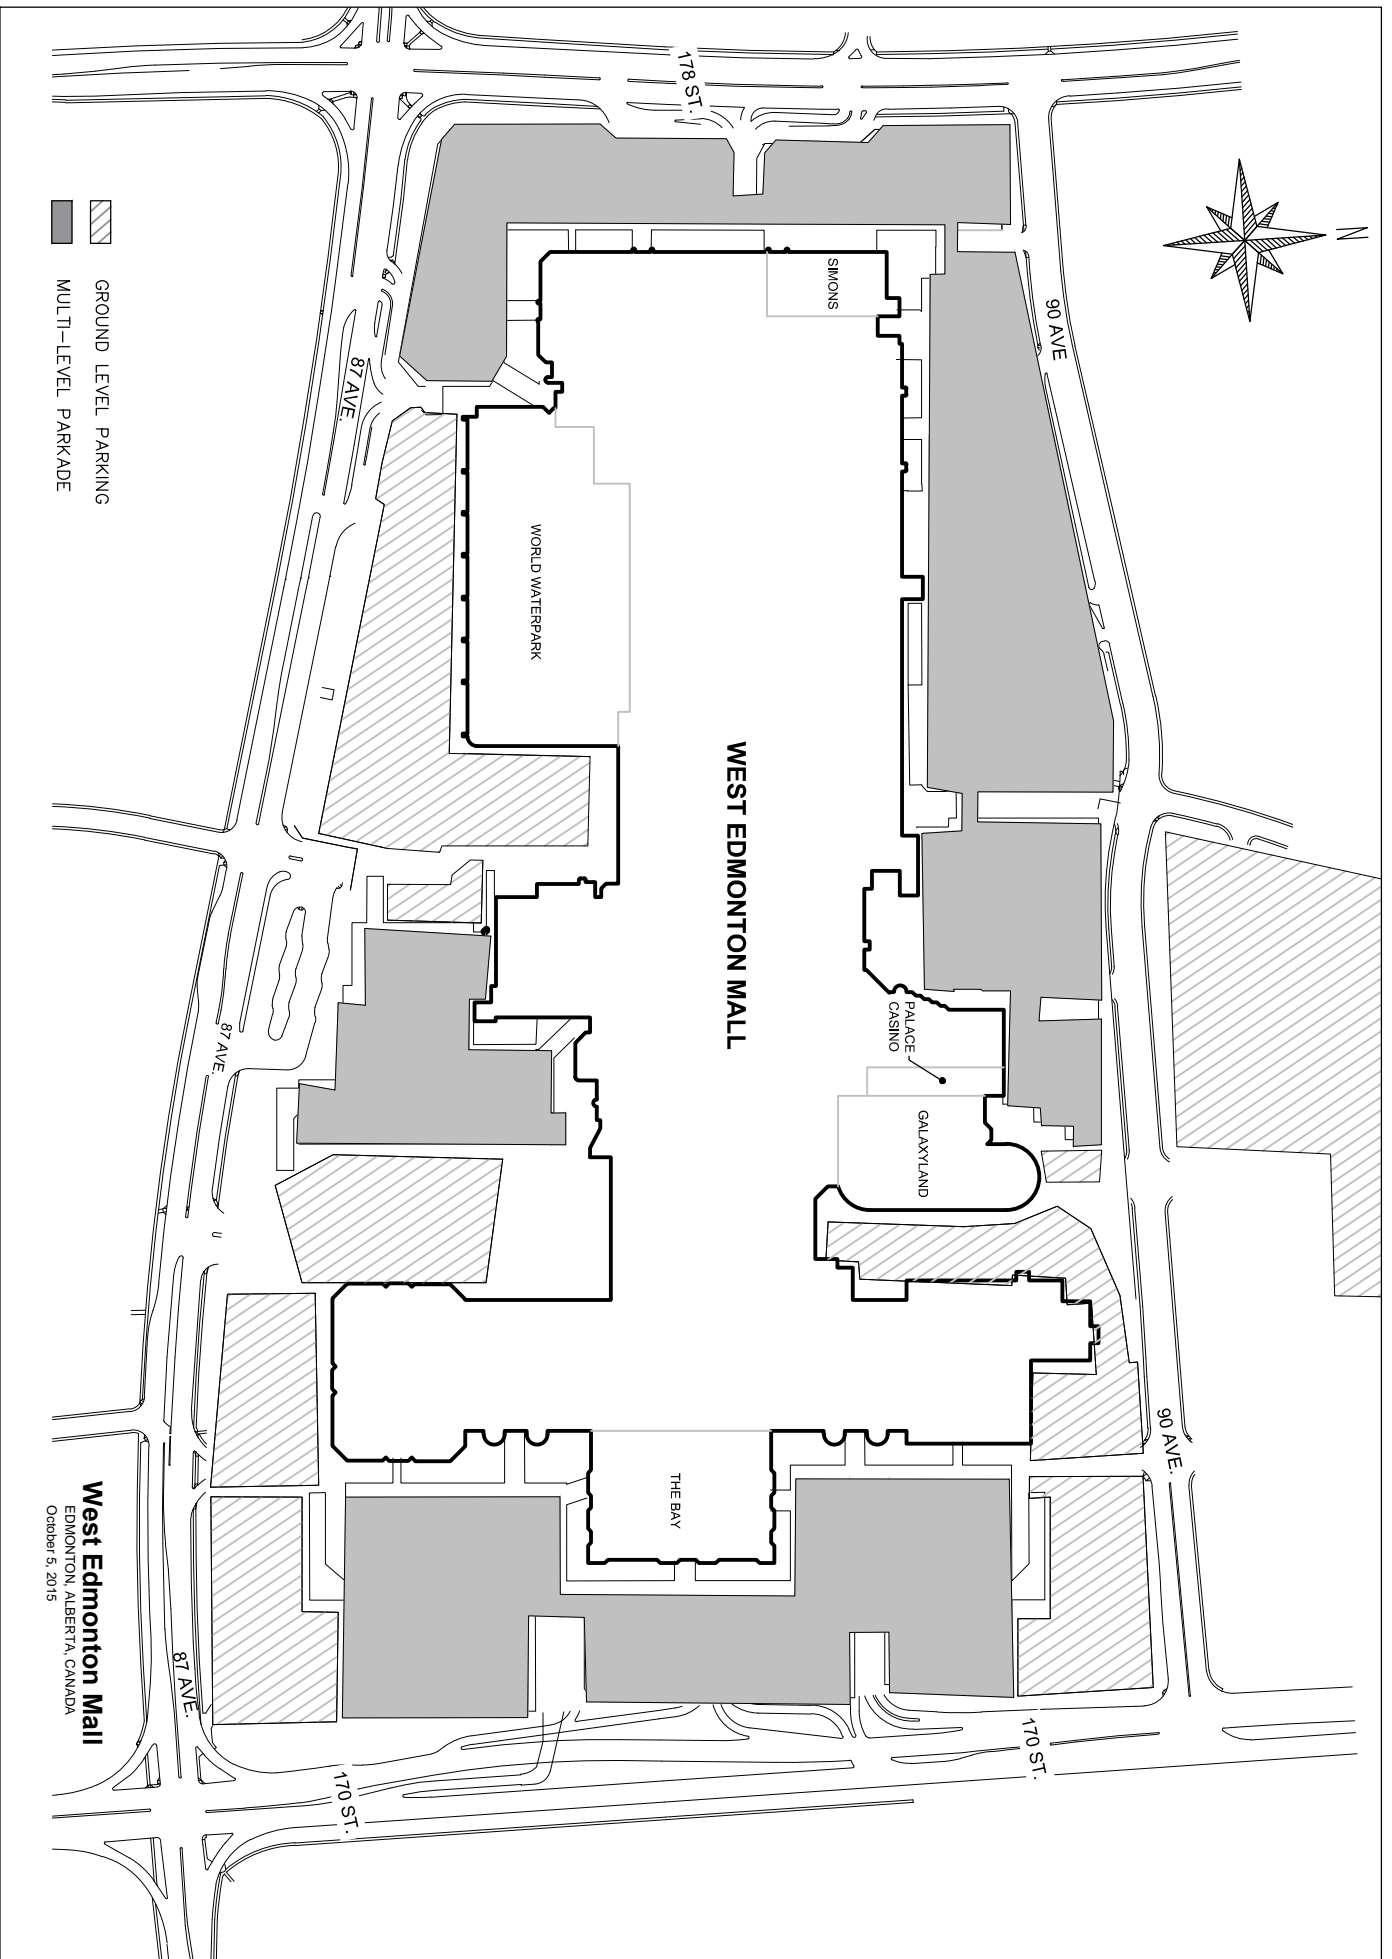 N
178 ST.
90 AVE
SIMONS
87 AVE.
GROUND LEVEL PARKING
MULTI-LEVEL PARKADE
WORLD WATERPARK
WEST EDMONTON MALL
PALACE
CASINO
GALAXYLAND
87 AVE.
90 AVE.
THE BAY
87 AVE.
170 ST.
170 ST.
West Edmonton Mall
EDMONTON, ALBERTA, CANADA
October 5, 2015